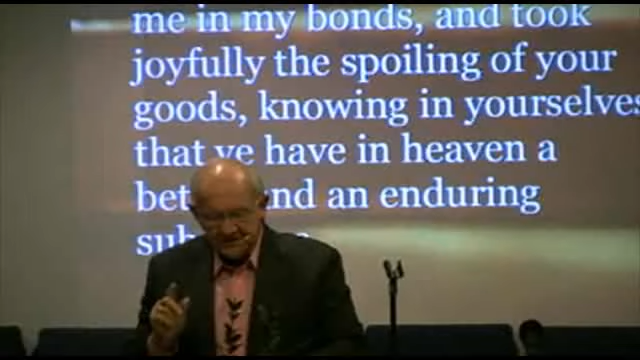 me in my bonds, and took
joyfully the spoiling of your
goods, knowing in yourselves
that ye have in heaven a
and an enduring